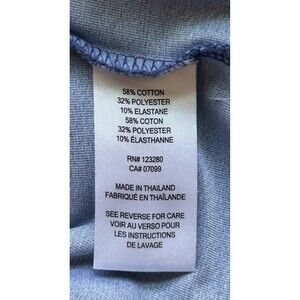 58% COTTON
32% POLYESTER
10% ELASTANE
58% COTON
32% POLYESTER
10% ÉLASTHANNE
RN# 123280
CA# 07099
MADE IN THAILAND
FABRIQUÉ EN THAÏLANDE
SEE REVERSE FOR CARE
VOIR AU VERSO POUR
LES INSTRUCTIONS
DE LAVAGE